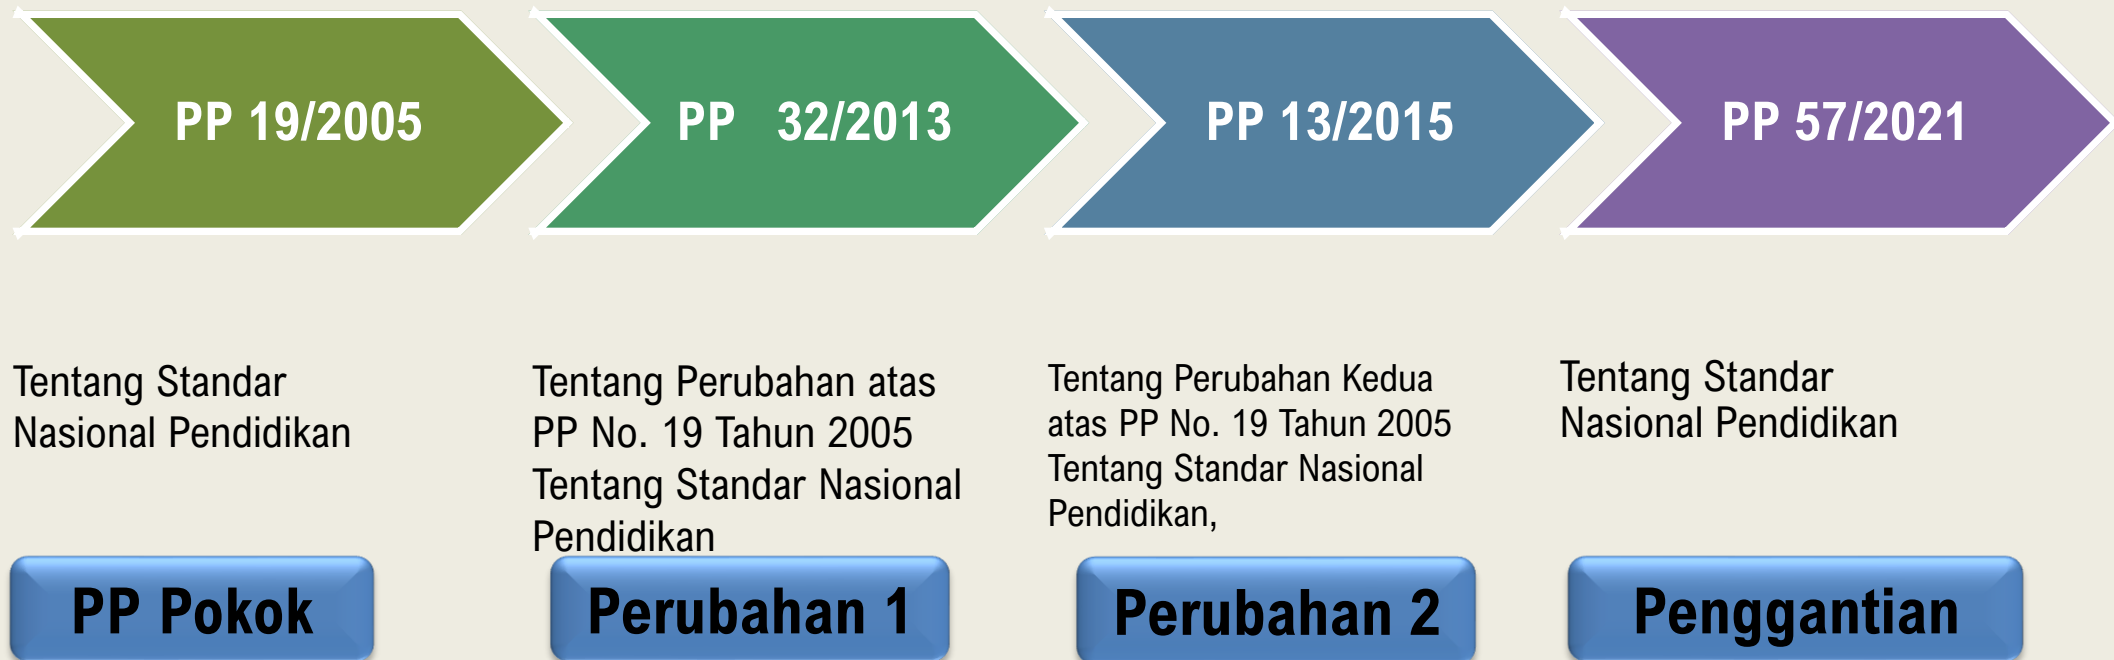 PP 19/2005
PP 32/2013
PP 13/2015
PP 57/2021
Tentang Standar
Nasional Pendidikan
Tentang Perubahan atas
PP No. 19 Tahun 2005
Tentang Standar Nasional
Pendidikan
Tentang Perubahan Kedua
atas PP No. 19 Tahun 2005
Tentang Standar Nasional
Pendidikan,
Tentang Standar
Nasional Pendidikan
PP Pokok
Perubahan 1
Perubahan 2
Penggantian